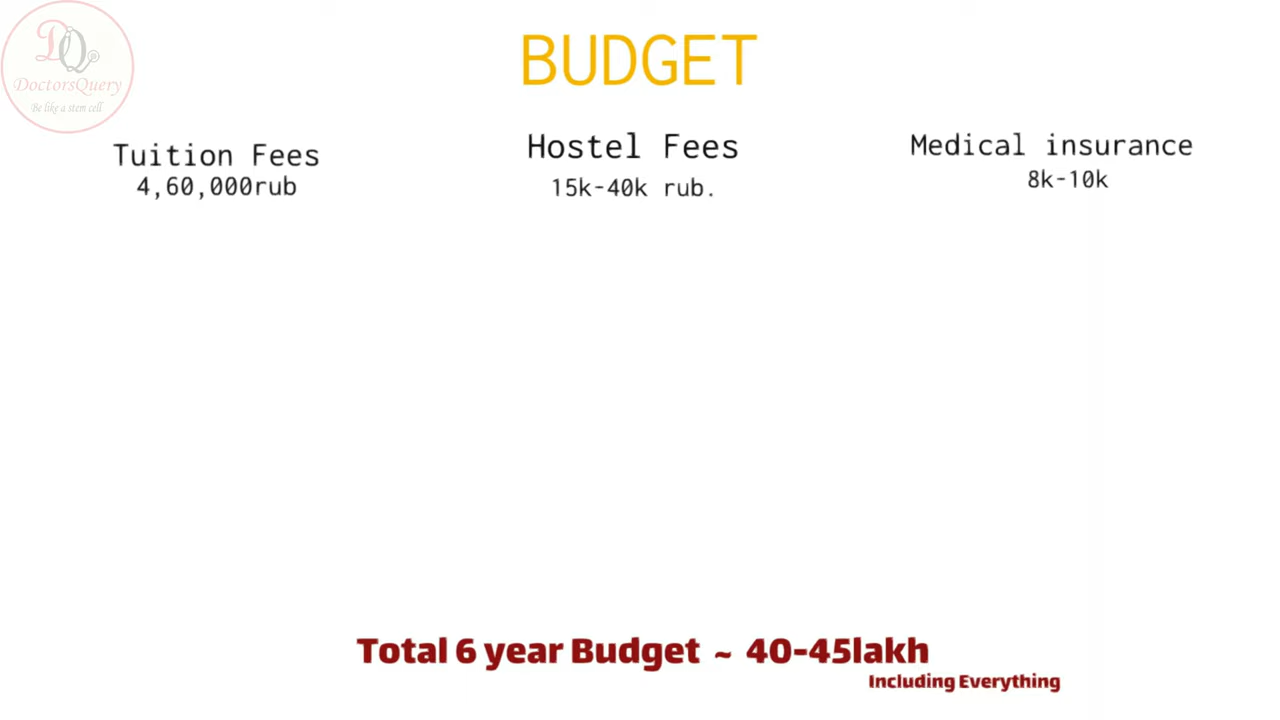 DQ
DoctorsQuery
Be like a stem cell
BUDGET
Tuition Fees
4,60,000rub
Hostel Fees
15k-40k rub.
Medical insurance
8k-10k
Total 6 year Budget ~ 40-45lakh
Including Everything